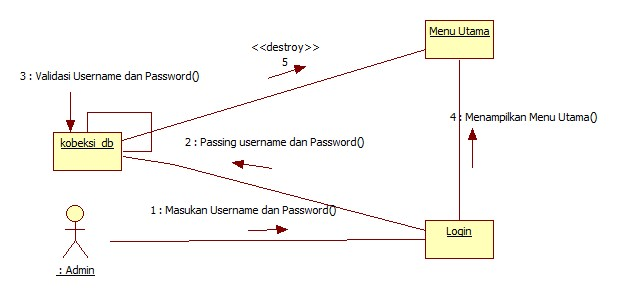 Menu Utama
<<destroy>>
5
3 : Validasi Username dan Password()
4 : Menampilkan Menu Utama()
kobeksi_db
2 : Passing username dan Password()
1 : Masukan Username dan Password()
Login
: Admin